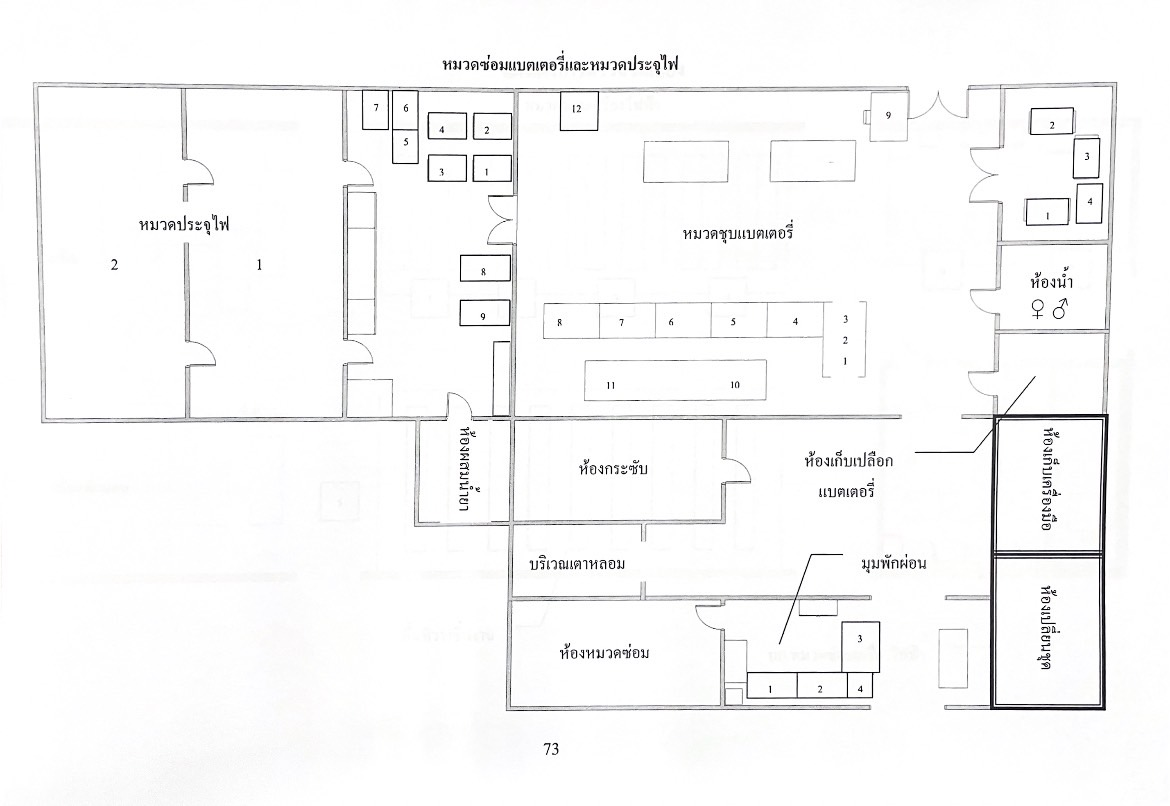 หมวดซ่อมแบตเตอรี่และหมวดประจุไฟ
7
6
5
4
2
3
1
12
9
2
3
4
1
หมวดประจุไฟ
2
1
หมวดชุบแบตเตอรี่
8
9
ห้องน้ำ
♀ ♂
8
7
6
5
4
3
2
1
11
10
ห้องผสมน้ำยา
ห้องกระซับ
ห้องเก็บเปลือก
แบตเตอรี่
ห้องเก็บเครื่องมือ
บริเวณเตาหลอม
มุมพักผ่อน
ห้องหมวดซ่อม
3
1
2
4
ห้องเปลี่ยนชุด
73